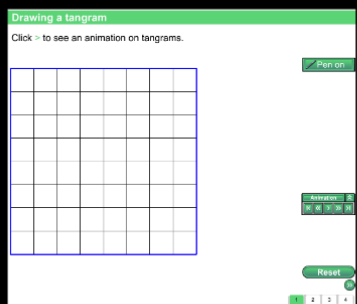 Drawing a tangram
Click > to see an animation on tangrams.
Pen on
Animation
Reset
1 2 3 4